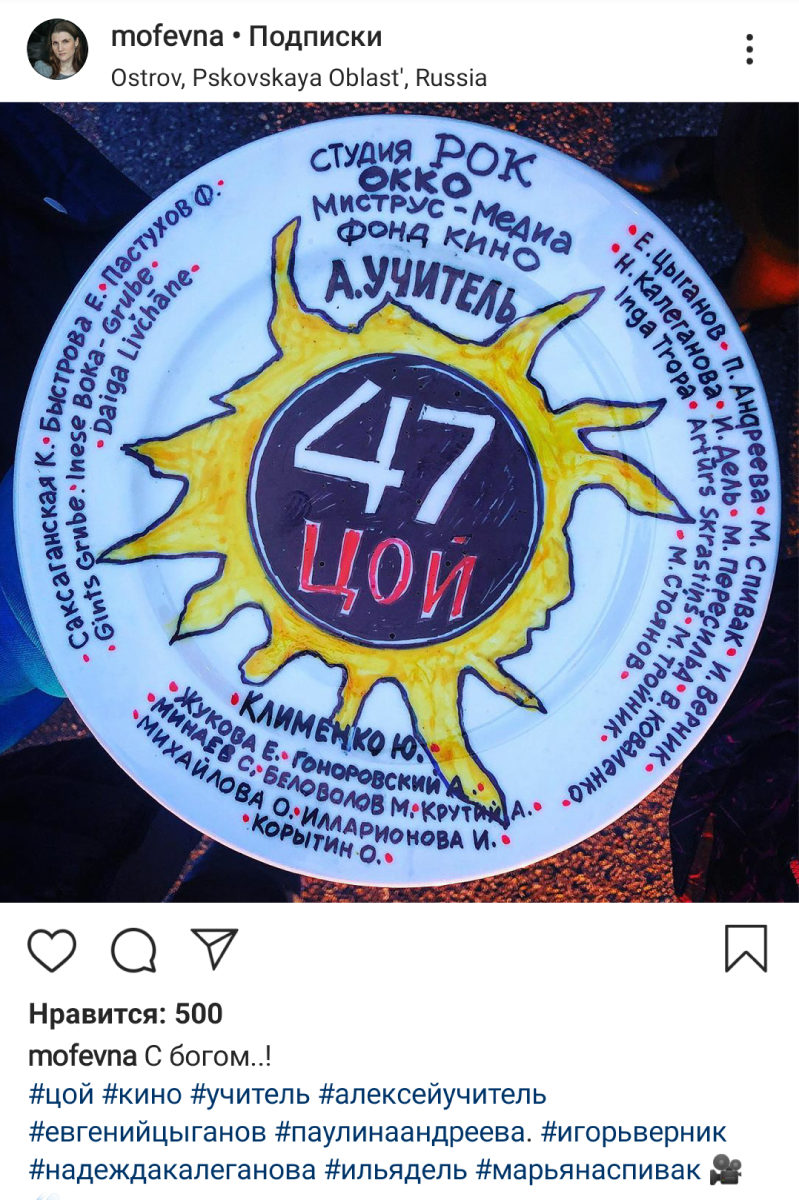 mofevna • Подписки
Ostrov, Pskovskaya Oblast', Russia
СТУДИЯ РОК
ОККО
МИСТРУС-МЕДИА
ФОНД КИНО
А.УЧИТЕЛЬ
47
ЦОЙ
Е. ЦЫГАНОВ • П. АНДРЕЕВА • М. СПИВАК • И. ВЕРНИК •
Н. КАЛЕГАНОВА • И. ДЕЛЬ • М. ПЕРЕСИЛЬД • В. КОВАЛЕНКО •
Inga Tropa • Artūrs Skrastiņš • М. ТРОЙНИК •
М. СТОЯНОВ •
• КЛИМЕНКО Ю. •
• ЖУКОВА Е. • ГОНОРОВСКИЙ А. •
• МИНАЕВ С. • БЕЛОВОЛОВ М. • КРУТИЙ А. •
• МИХАЙЛОВА О. • ИЛЛАРИОНОВА И. •
• КОРЫТИН О. •
• Саксаганская К. • БЫСТРОВА Е. • ПАСТУХОВ Ф. •
• Gints Grube. Inese Boka-Grube •
• Daiga Livčāne •
Нравится: 500
mofevna С богом..!
#цой #кино #учитель #алексейучитель
#евгенийцыганов #паулинаандреева. #игорьверник
#надеждакалеганова #ильядель #марьянаспивак 🎥